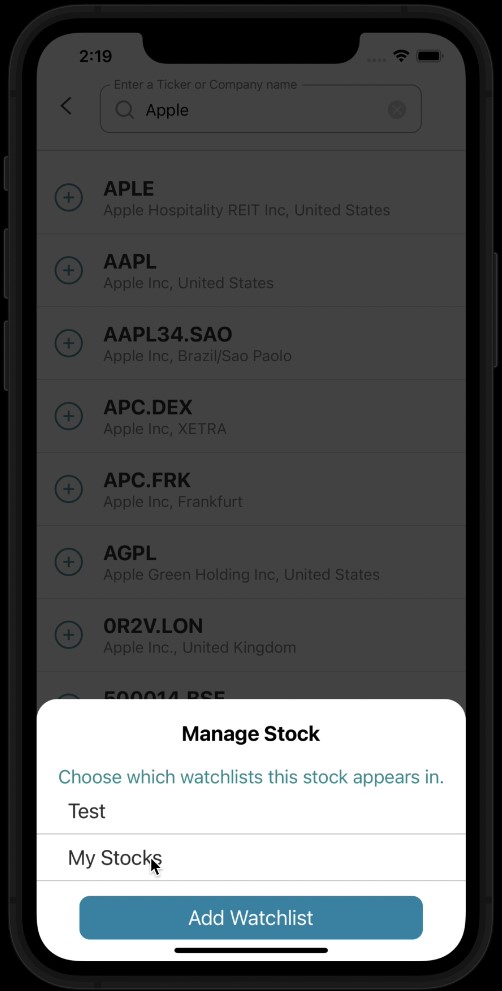 2:19
Enter a Ticker or Company name
Apple
APLE
Apple Hospitality REIT Inc, United States
AAPL
Apple Inc, United States
AAPL34.SAO
Apple Inc, Brazil/Sao Paolo
APC.DEX
Apple Inc, XETRA
APC.FRK
Apple Inc, Frankfurt
AGPL
Apple Green Holding Inc, United States
0R2V.LON
Apple Inc., United Kingdom
500014.BSE
Manage Stock
Choose which watchlists this stock appears in.
Test
My Stocks
Add Watchlist